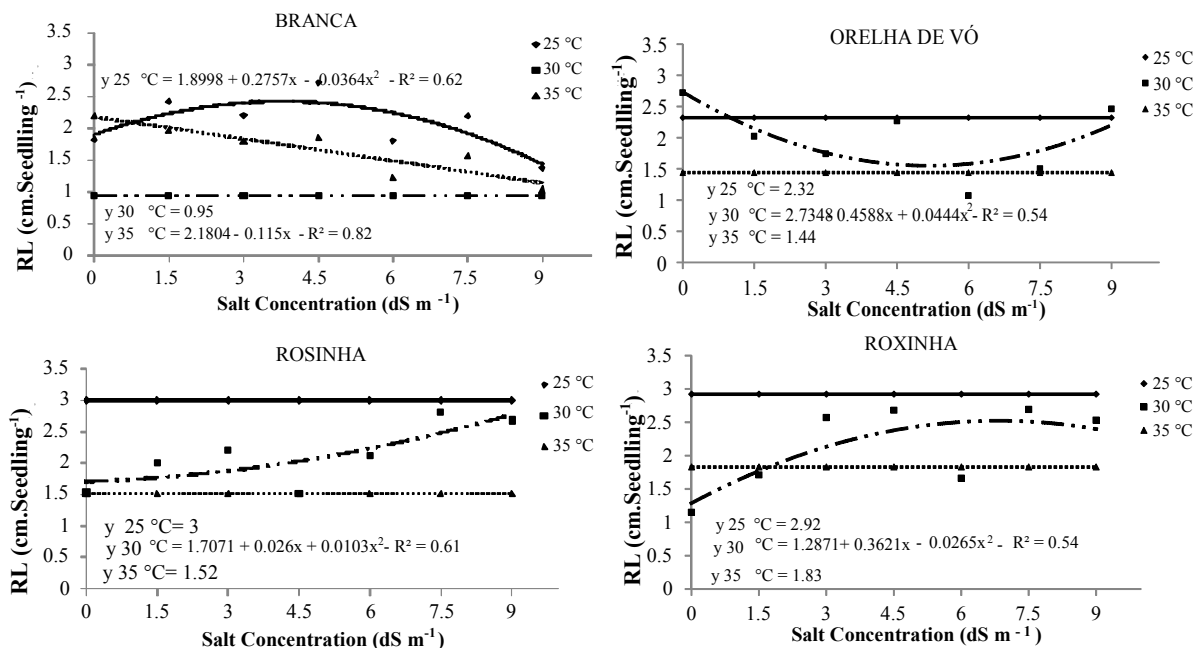 BRANCA
RL (cm.Seedlling-1)
3.5
3
2.5
2
1.5
1
0.5
0
25 °C
30 °C
35 °C
y 25 °C = 1.8998 + 0.2757x - 0.0364x² - R² = 0.62
y 30 °C = 0.95
y 35 °C = 2.1804 - 0.115x - R² = 0.82
0 1.5 3 4.5 6 7.5 9
Salt Concentration (dS m -1)
ORELHA DE VÓ
RL (cm.Seedlling-1)
3.5
3
2.5
2
1.5
1
0.5
0
25 °C
30 °C
35 °C
y 25 °C = 2.32
y 30 °C = 2.7348 - 0.4588x + 0.0444x² - R² = 0.54
y 35 °C = 1.44
0 1.5 3 4.5 6 7.5 9
Salt Concentration (dS m-1)
ROSINHA
RL (cm.Seedlling-1)
3.5
3
2.5
2
1.5
1
0.5
0
25 °C
30 °C
35 °C
y 25 °C= 3
y 30 °C = 1.7071 + 0.026x + 0.0103x² - R² = 0.61
y 35 °C= 1.52
0 1.5 3 4.5 6 7.5 9
Salt Concentration (dS m-1)
ROXINHA
RL (cm.Seedlling-1)
3.5
3
2.5
2
1.5
1
0.5
0
25 °C
30 °C
35 °C
y 25 °C = 2.92
y 30 °C = 1.2871+ 0.3621x - 0.0265x² - R² = 0.54
y 35 °C = 1.83
0 1.5 3 4.5 6 7.5 9
Salt Concentration (dS m -1)